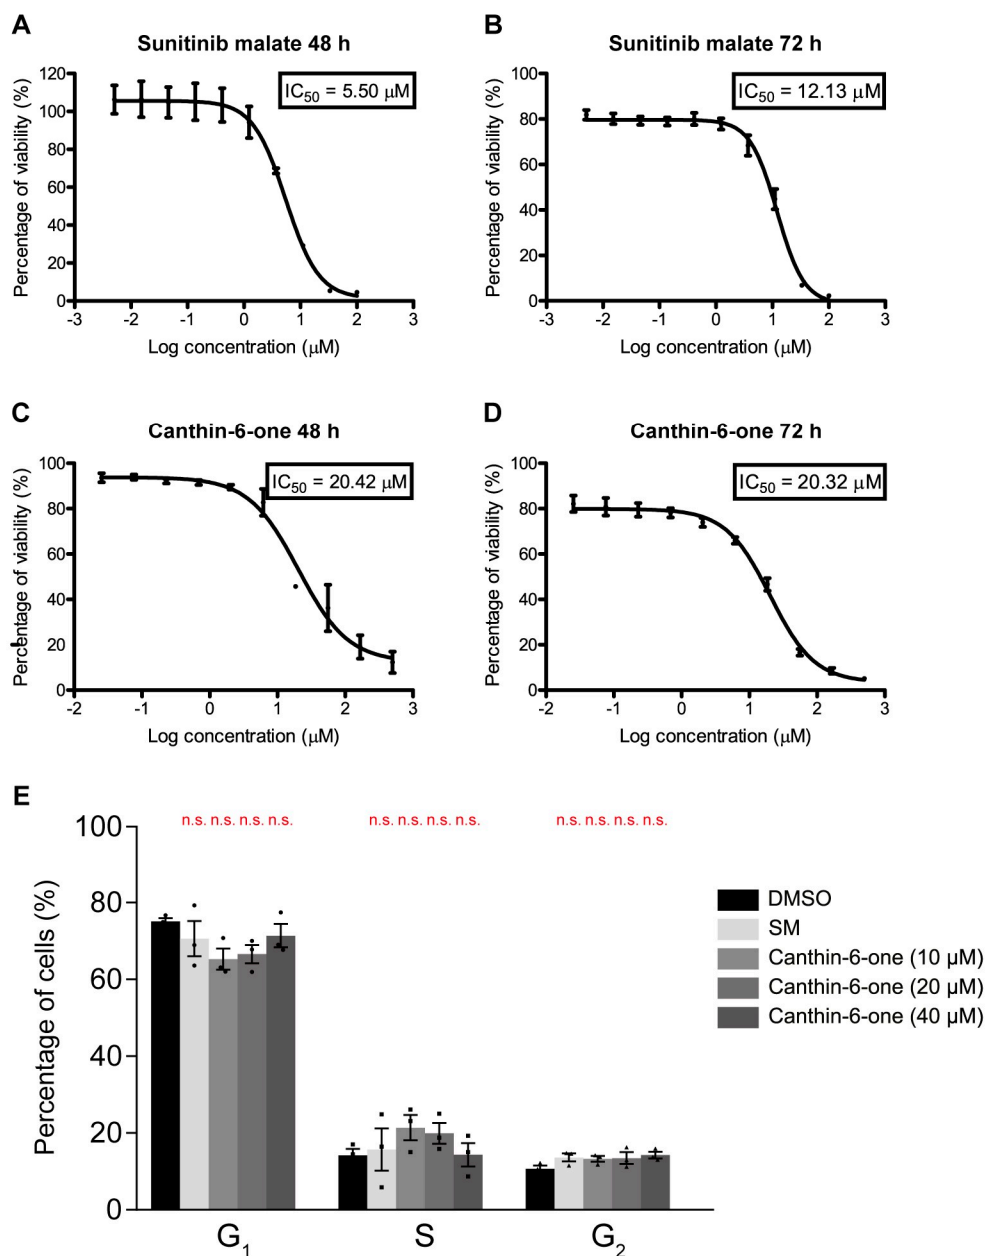 A
Sunitinib malate 48 h
Percentage of viability (%)
120
100
80
60
40
20
0
IC50 = 5.50 μM
-3 -2 -1 0 1 2 3
Log concentration (μM)
B
Sunitinib malate 72 h
Percentage of viability (%)
100
80
60
40
20
0
IC50 = 12.13 μM
-3 -2 -1 0 1 2 3
Log concentration (μM)
C
Canthin-6-one 48 h
Percentage of viability (%)
100
80
60
40
20
0
IC50 = 20.42 μM
-2 -1 0 1 2 3
Log concentration (μM)
D
Canthin-6-one 72 h
Percentage of viability (%)
100
80
60
40
20
0
IC50 = 20.32 μM
-2 -1 0 1 2 3
Log concentration (μM)
E
Percentage of cells (%)
100
80
60
40
20
0
n.s. n.s. n.s. n.s.
n.s. n.s. n.s. n.s.
n.s. n.s. n.s. n.s.
G1 S G2
DMSO
SM
Canthin-6-one (10 μM)
Canthin-6-one (20 μM)
Canthin-6-one (40 μM)